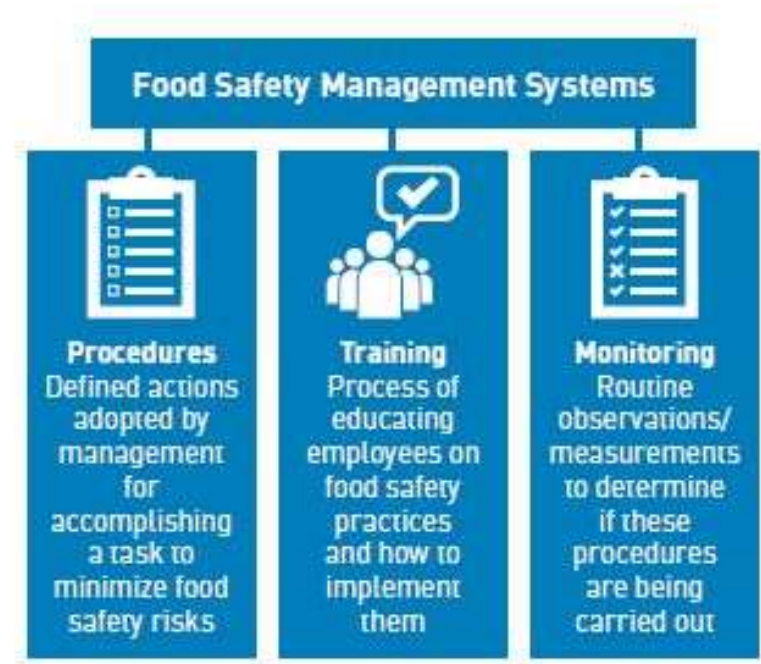 Food Safety Management Systems
Procedures
Defined actions
adopted by
management
for
accomplishing
a task to
minimize food
safety risks
Training
Process of
educating
employees on
food safety
practices
and how to
implement
them
Monitoring
Routine
observations/
measurements
to determine
if these
procedures
are being
carried out